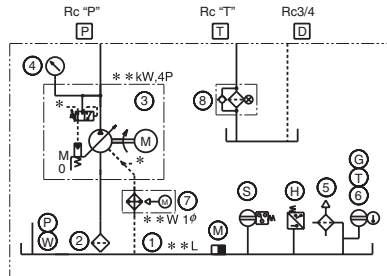 Rc “P” Rc “T” Rc3/4
P T D
4 * * kW,4P
* 3 8
M M
0 *
G
S H 5 T
P 7 M 6
W 2 * * W 1ϕ M
1 * * L